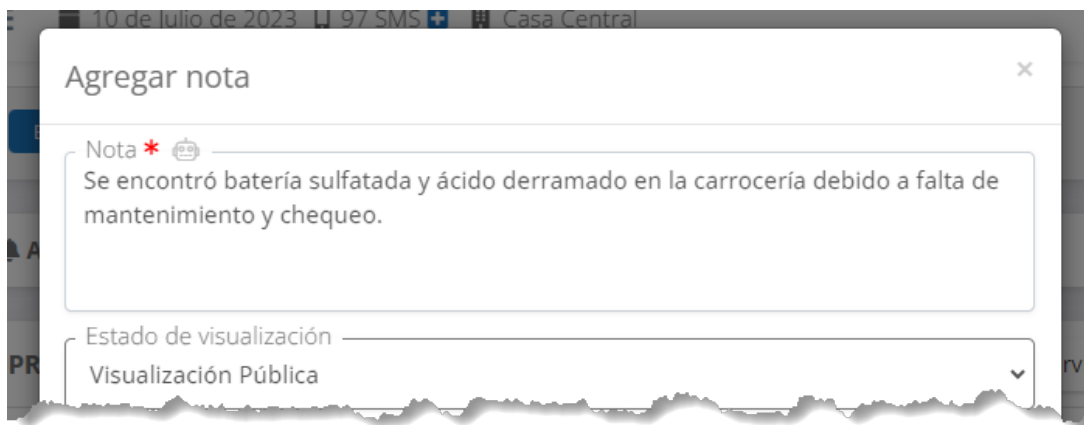 10 de Julio de 2023 97 SMS Casa Central
Agregar nota
Nota *
Se encontró batería sulfatada y ácido derramado en la carrocería debido a falta de
mantenimiento y chequeo.
Estado de visualización
Visualización Pública